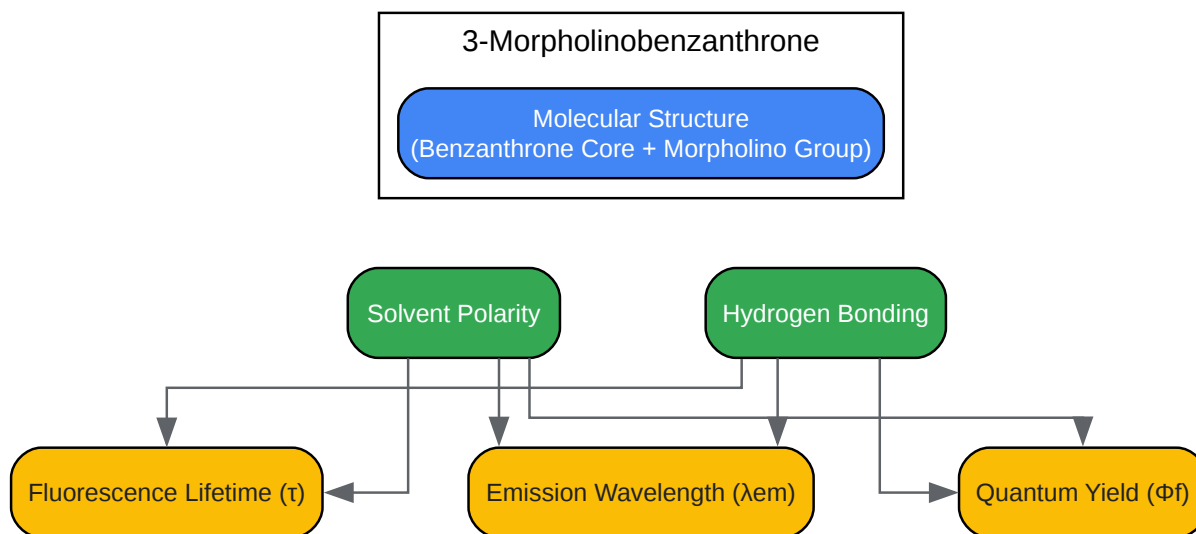 3-Morpholinobenzanthrone
Molecular Structure
(Benzanthrone Core + Morpholino Group)
Solvent Polarity
Hydrogen Bonding
Fluorescence Lifetime (τ)
Emission Wavelength (λem)
Quantum Yield (Φf)